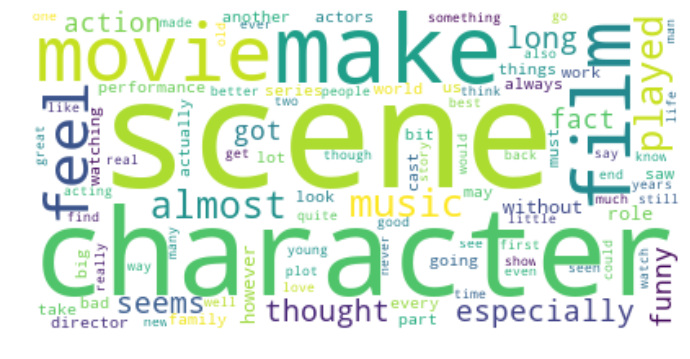 one
action
made
another
ever
actors
something
go
also
man
movie
make
old
long
film
played
things
work
always
life
performance
better
series
people
world
us
think
best
feel
like
great
watching
real
scene
actually
two
got
get
lot
though
bit
cast
story
would
back
must
fact
say
know
end
saw
years
acting
find
almost
look
quite
music
good
may
without
little
much
still
role
character
big
really
way
many
however
young
plot
love
never
going
see
first
show
even
seen
could
watch
funny
take
bad
seems
well
director
new
family
thought
every
part
time
especially